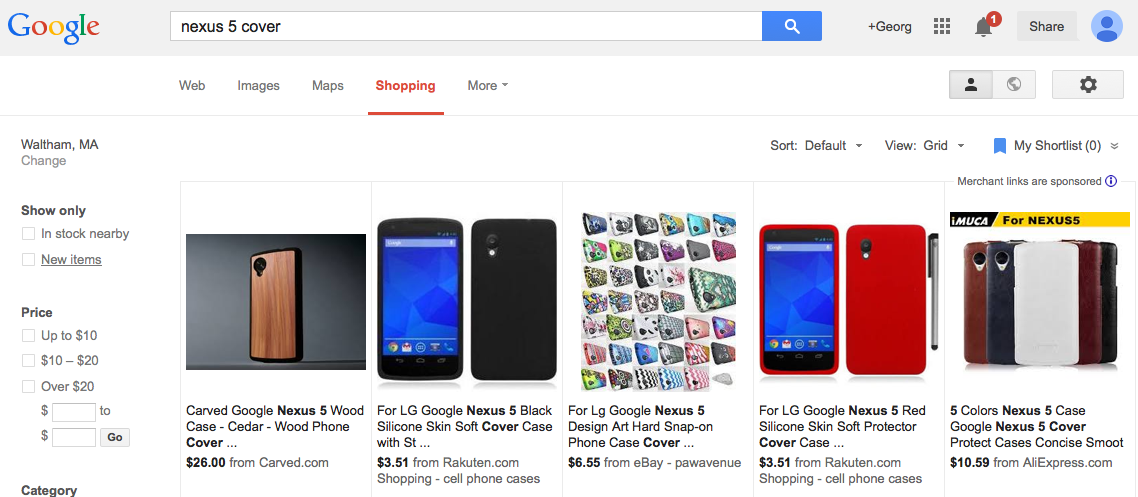 Google
nexus 5 cover
+Georg
1
Share
Web
Images
Maps
Shopping
More
Waltham, MA
Change
Sort: Default
View: Grid
My Shortlist (0)
Merchant links are sponsored
Show only
In stock nearby
New items
Price
Up to $10
$10 – $20
Over $20
$ to
$ Go
Category
iMUCA For NEXUS5
Google
Google
Carved Google Nexus 5 Wood
Case - Cedar - Wood Phone
Cover ...
$26.00 from Carved.com
For LG Google Nexus 5 Black
Silicone Skin Soft Cover Case
with St ...
$3.51 from Rakuten.com
Shopping - cell phone cases
For Lg Google Nexus 5
Design Art Hard Snap-on
Phone Case Cover ...
$6.55 from eBay - pawavenue
For LG Google Nexus 5 Red
Silicone Skin Soft Protector
Cover Case ...
$3.51 from Rakuten.com
Shopping - cell phone cases
5 Colors Nexus 5 Case
Google Nexus 5 Cover
Protect Cases Concise Smoot
$10.59 from AliExpress.com